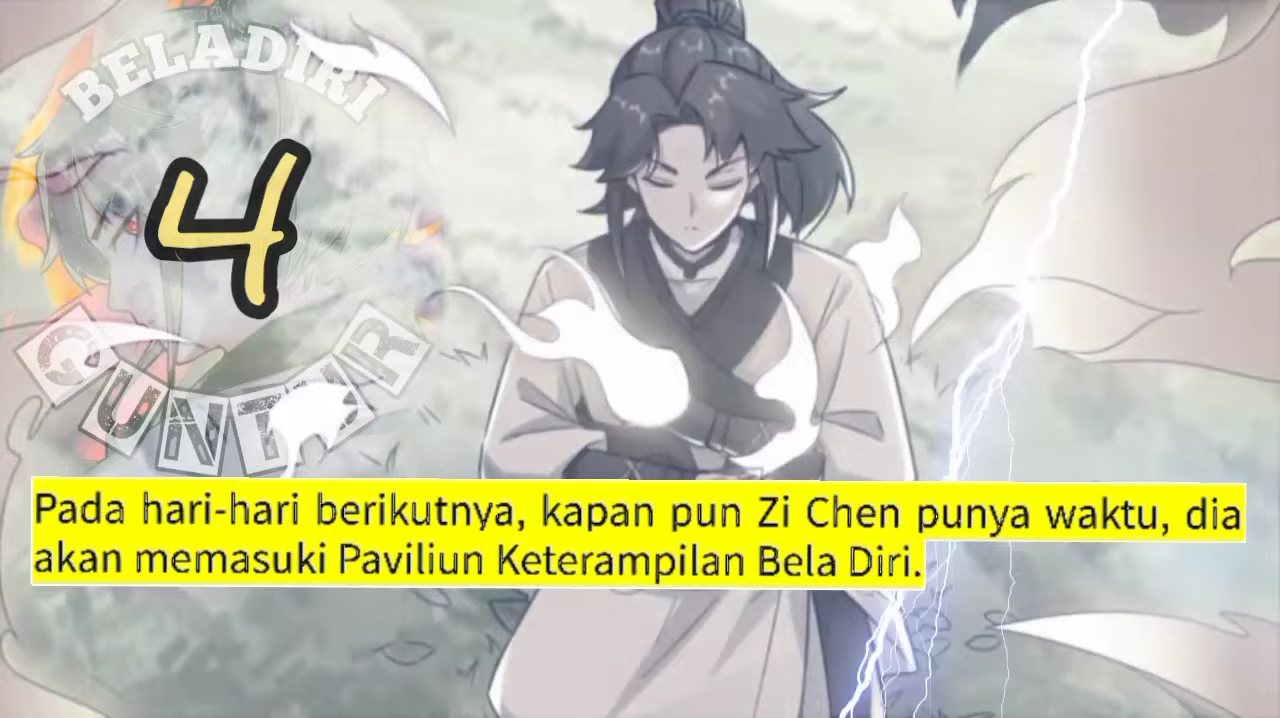 BELADIRI
4
GUNTUR
Pada hari-hari berikutnya, kapan pun Zi Chen punya waktu, dia
akan memasuki Paviliun Keterampilan Bela Diri.